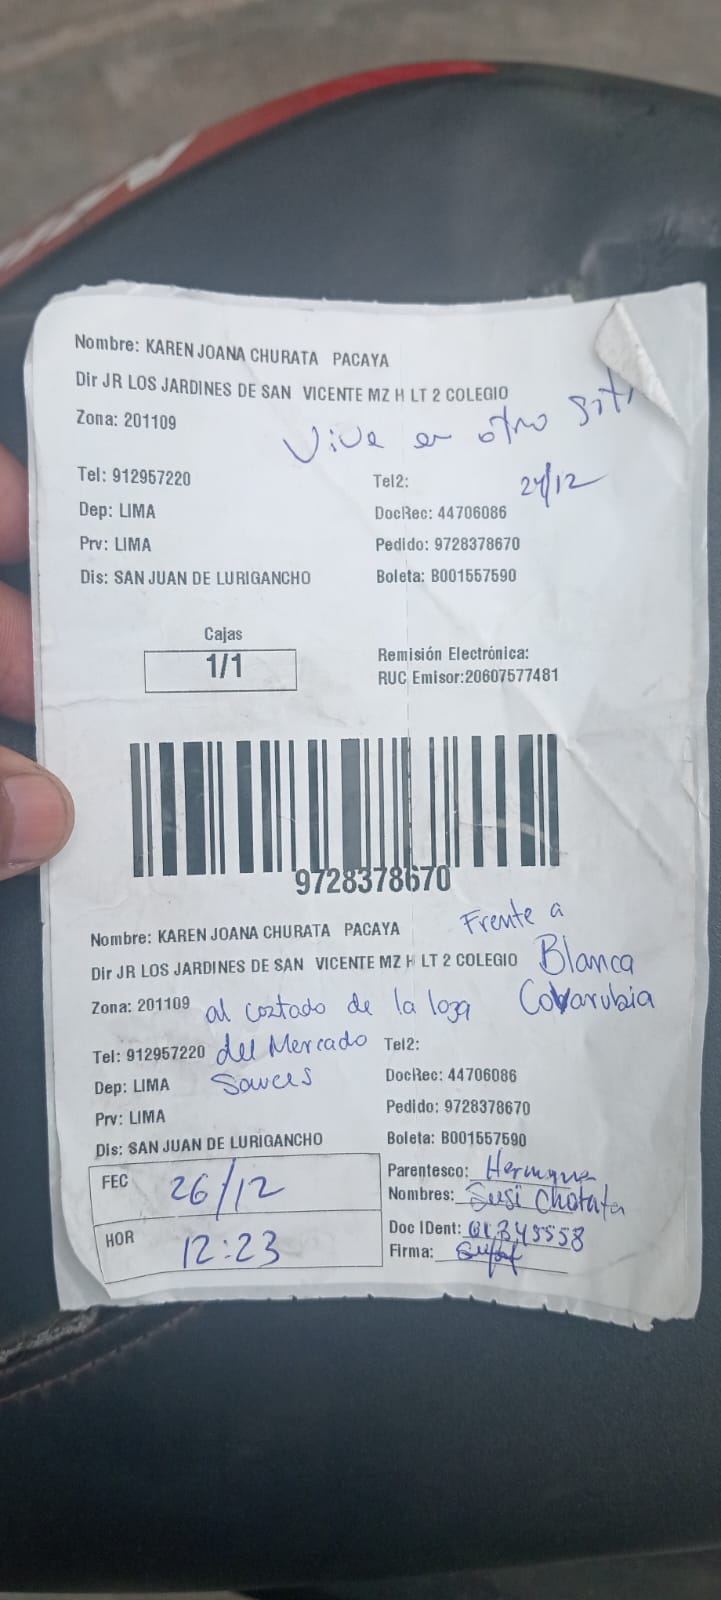 Nombre: KAREN JOANA CHURATA PACAYA
Dir JR LOS JARDINES DE SAN VICENTE MZ H LT 2 COLEGIO
Zona: 201109
Vive en otro
24/12
Tel: 912957220
Tel2:
Dep: LIMA
DocRec: 44706086
Prv: LIMA
Pedido: 9728378670
Dis: SAN JUAN DE LURIGANCHO
Boleta: B001557590
Cajas
1/1
Remisión Electrónica:
RUC Emisor:20607577481
9728378670
Nombre: KAREN JOANA CHURATA PACAYA
Frente a
Dir JR LOS JARDINES DE SAN VICENTE MZ H LT 2 COLEGIO
Blanca
Zona: 201109
al coztado de la loza
Covarubia
Tel: 912957220
del Mercado
Tel2:
Dep: LIMA
Sauces
DocRec: 44706086
Prv: LIMA
Pedido: 9728378670
Dis: SAN JUAN DE LURIGANCHO
Boleta: B001557590
FEC 26/12
Parentesco: Hermana
Nombres: Susi
HOR 12:23
Doc IDent:
Firma: